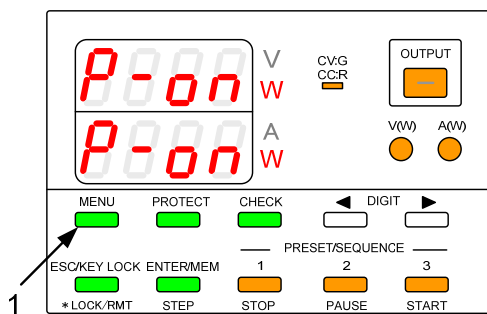 P-on V
W
CV:G
CC:R
OUTPUT
P-on A
W
V(W) A(W)
MENU PROTECT CHECK ◀ DIGIT ▶
PRESET/SEQUENCE
ESC/KEY LOCK ENTER/MEM 1 2 3
*LOCK/RMT STEP STOP PAUSE START
1